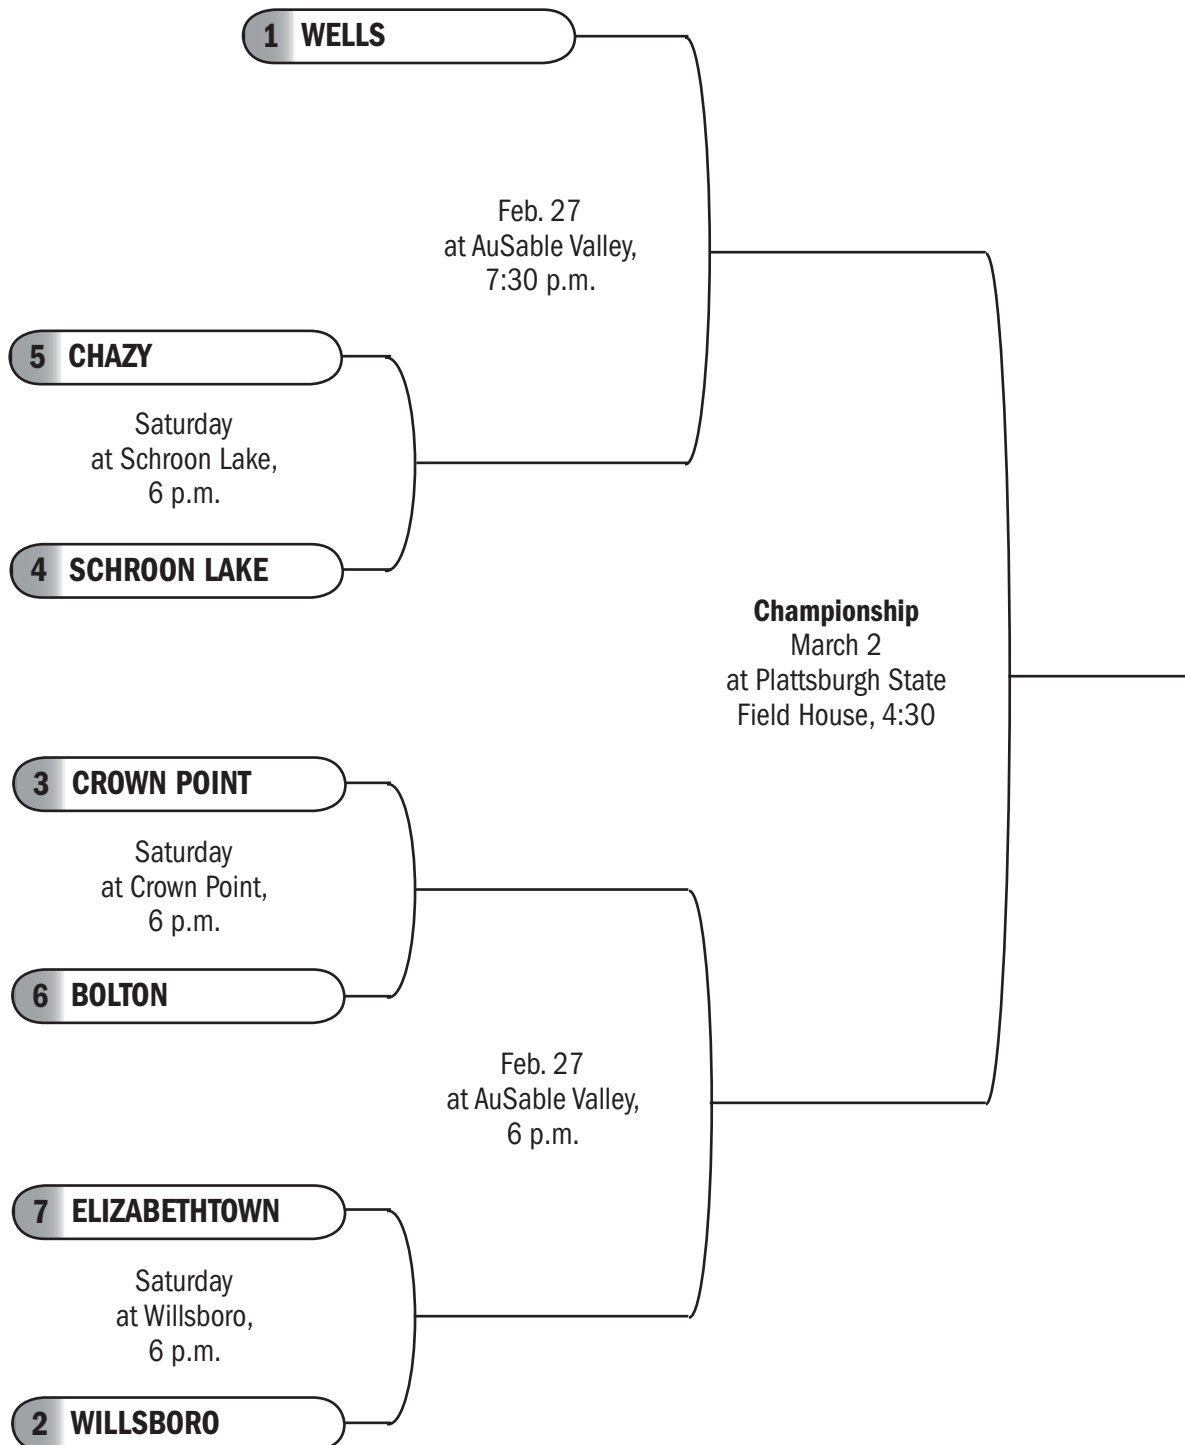 1 WELLS
Feb. 27
at AuSable Valley,
7:30 p.m.
5 CHAZY
Saturday
at Schroon Lake,
6 p.m.
4 SCHROON LAKE
Championship
March 2
at Plattsburgh State
Field House, 4:30
3 CROWN POINT
Saturday
at Crown Point,
6 p.m.
6 BOLTON
Feb. 27
at AuSable Valley,
6 p.m.
7 ELIZABETHTOWN
Saturday
at Willsboro,
6 p.m.
2 WILLSBORO